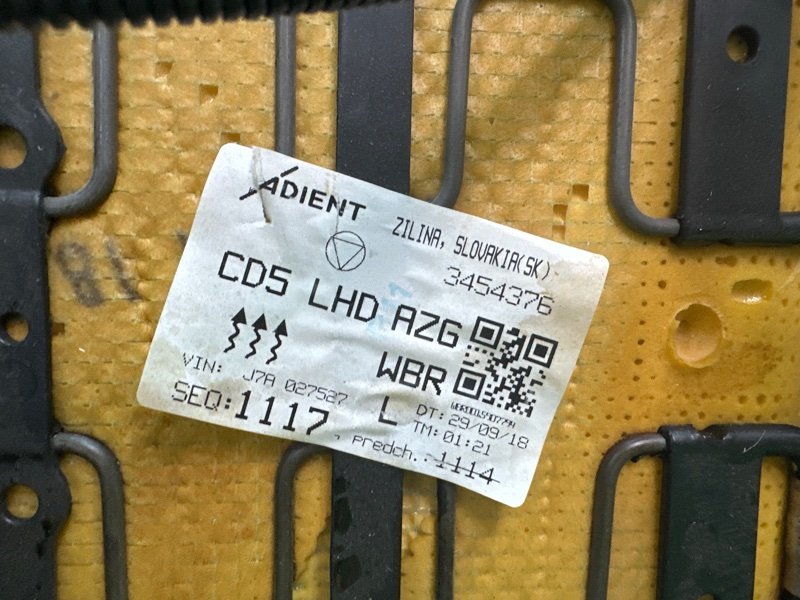 ADIENT
ZILINA, SLOVAKIA(SK)
3454376
CD5 LHD AZG
WBR
VIN: J7A 027527
L
DT: 29/09/18
SEQ: 1117
TM: 01:21
, Predch.: 1114